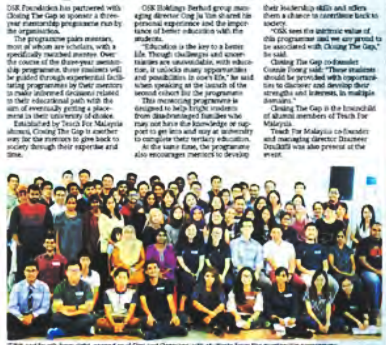 OSK Foundation has partnered with
Closing The Gap to sponsor a three-
year mentorship programme run by
the organisation.
The programme pairs mentees,
most of whom are scholars, with a
specifically matched mentor. Over
the course of the three-year mentor-
ship programme, these mentees will
be guided through experiential facili-
tating programmes by their mentors
to make informed decisions related
to their educational path with the
aim of eventually getting a place-
ment in their university of choice.
Established by Teach For Malaysia
alumni, Closing The Gap is another
way for the mentors to give back to
society through their expertise and
time.
OSK Holdings Berhad group man-
aging director Ong Ju Yan shared his
personal experience and the impor-
tance of better education with the
students.
"Education is the key to a better
life. Though challenges and uncer-
tainties are unavoidable, with educa-
tion, it unlocks many opportunities
and possibilities in one's life," he said
when speaking at the launch of the
second cohort for the programme
This mentoring programme is
designed to help bright students
from disadvantaged families who
may not have the knowledge or sup-
port to get into and stay at university
to complete their tertiary education.
At the same time, the programme
also encourages mentors to develop
their leadership skills and offers
them a chance to contribute back to
society.
"OSK sees the intrinsic value of
this programme and we are proud to
be associated with Closing The Gap,"
he said.
Closing The Gap co-founder
Connie Foong said: "These students
should be provided with opportuni-
ties to discover and develop their
strengths and interests, in multiple
domains."
Closing The Gap is the brainchild
of alumni members of Teach For
Malaysia.
Teach For Malaysia co-founder
and managing director Dzameer
Dzulkifli was also present at the
event.